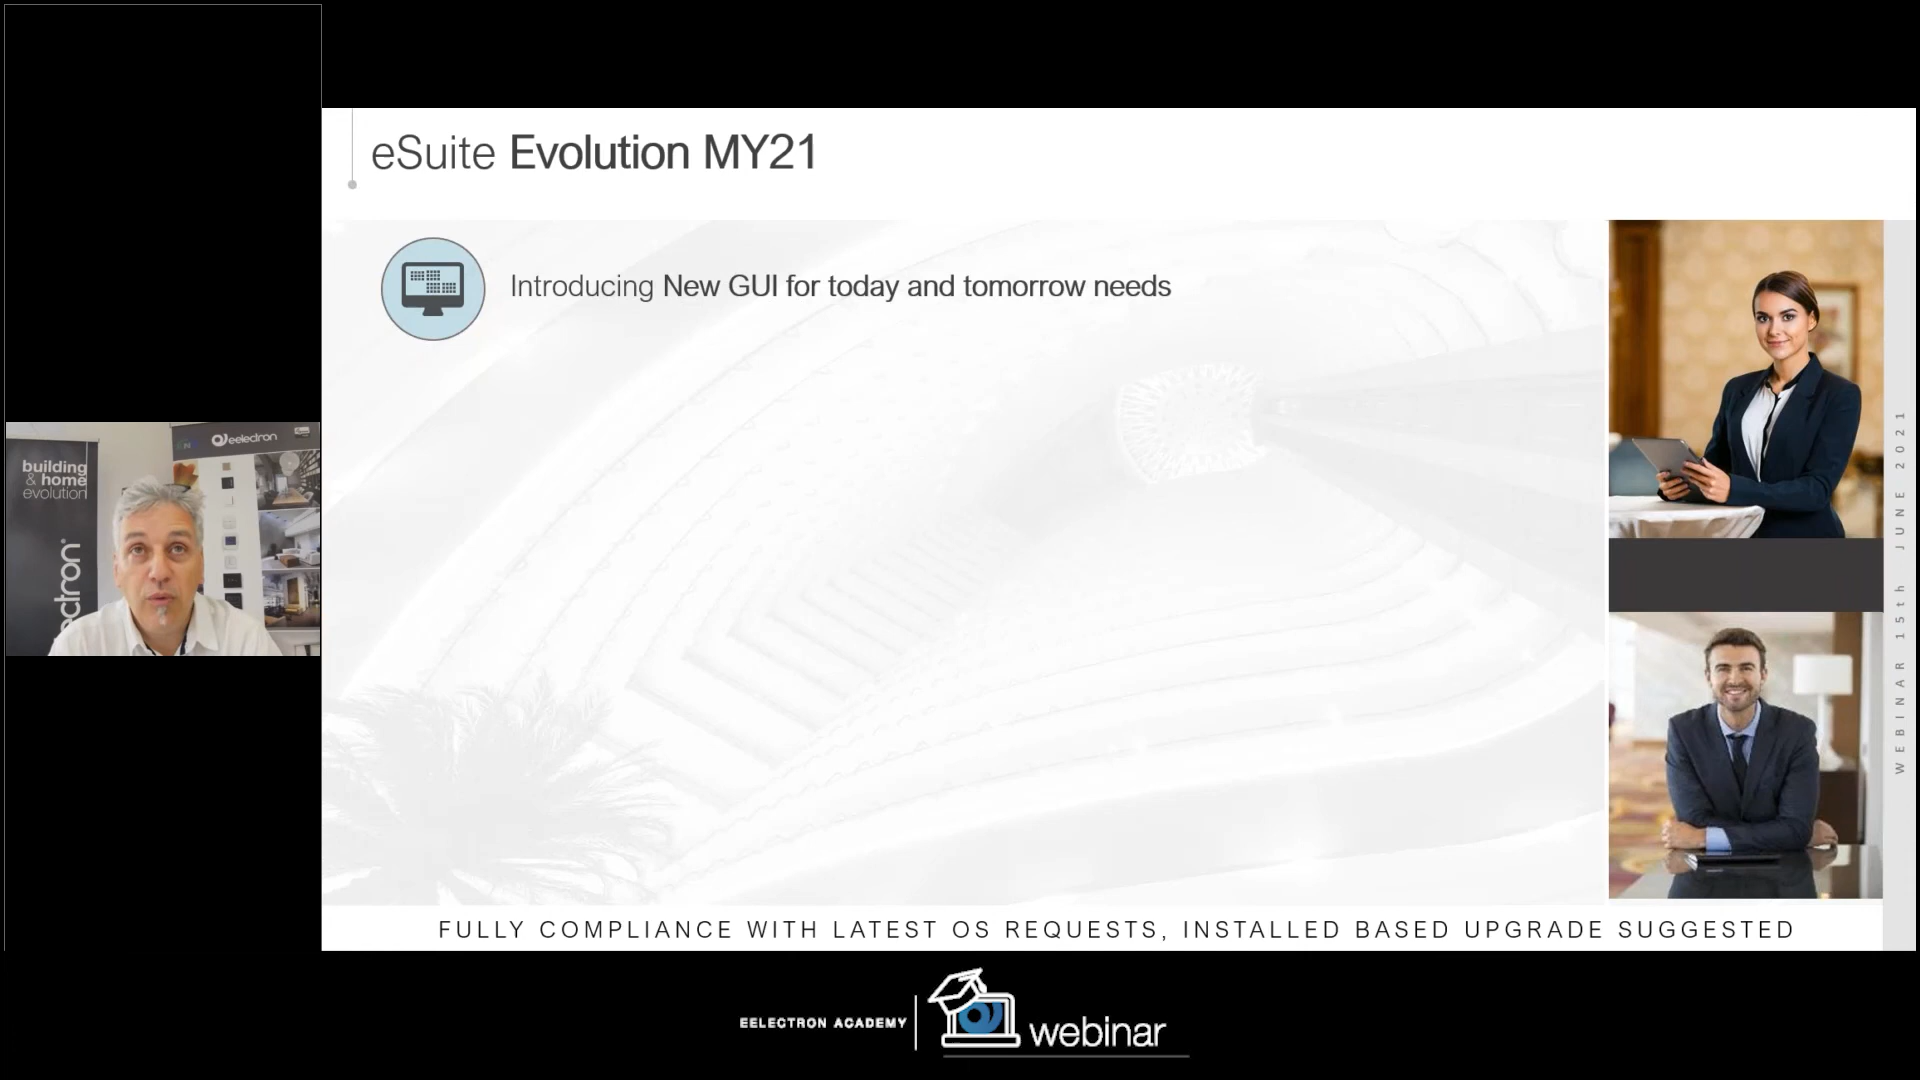 eSuite Evolution MY21
Introducing New GUI for today and tomorrow needs
building
& home
evolution
eelectron
ectron®
WEBINAR 15th JUNE 2021
FULLY COMPLIANCE WITH LATEST OS REQUESTS, INSTALLED BASED UPGRADE SUGGESTED
EELECTRON ACADEMY
webinar